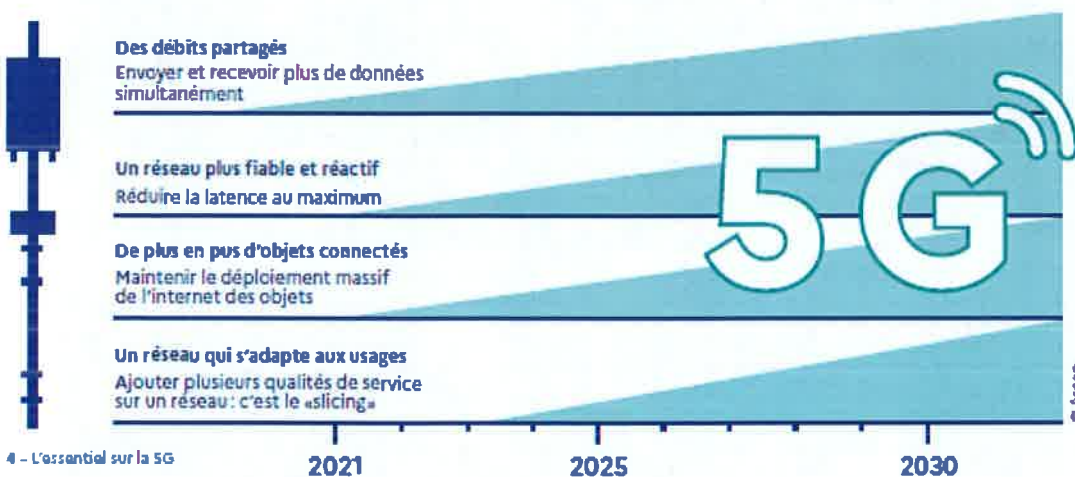 Des débits partagés
Envoyer et recevoir plus de données
simultanément
Un réseau plus fiable et réactif
Réduire la latence au maximum
De plus en pus d'objets connectés
Maintenir le déploiement massif
de l'internet des objets
Un réseau qui s'adapte aux usages
Ajouter plusieurs qualités de service
sur un réseau : c'est le «slicing»
5G
4 – L'essentiel sur la 5G
2021
2025
2030